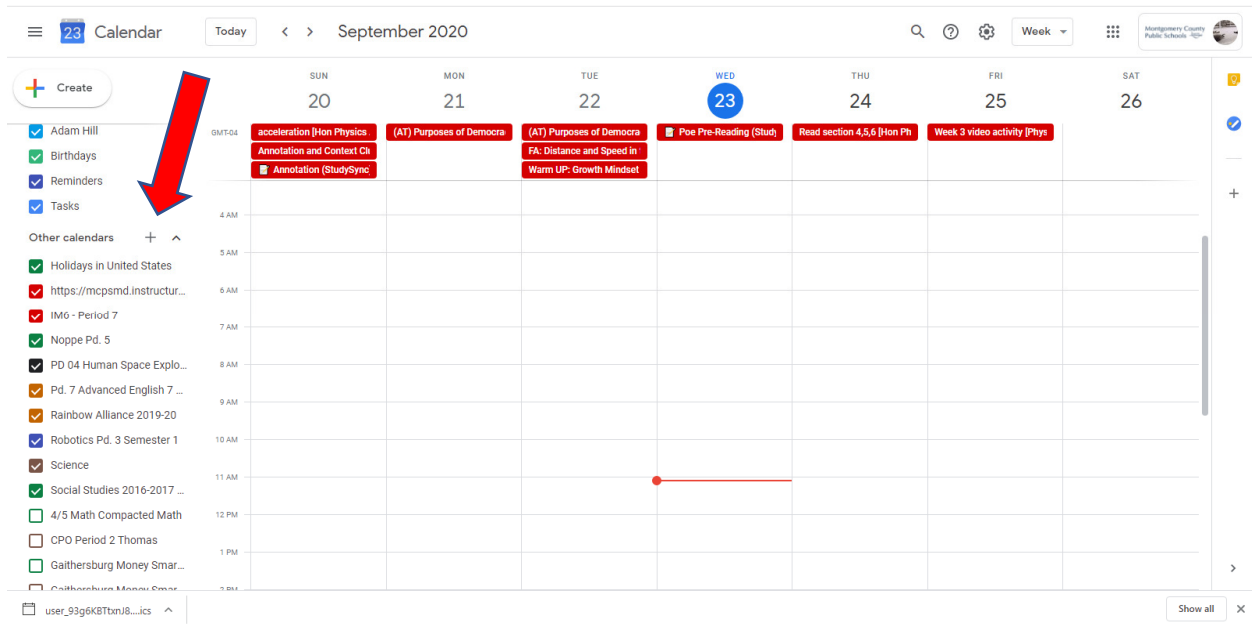 23 Calendar Today September 2020 Week Montgomery County
Public Schools
Create
SUN MON TUE WED THU FRI SAT
20 21 22 23 24 25 26
GMT-04
acceleration [Hon Physics (AT) Purposes of Democra (AT) Purposes of Democra Poe Pre-Reading (Study Read section 4,5,6 [Hon Ph Week 3 video activity [Phys
Annotation and Context Clu FA: Distance and Speed in
Annotation (StudySync) Warm UP: Growth Mindset
Adam Hill
Birthdays
Reminders
Tasks
Other calendars
Holidays in United States
https://mcpsmd.instructur...
IM6 - Period 7
Noppe Pd. 5
PD 04 Human Space Explo...
Pd. 7 Advanced English 7 ...
Rainbow Alliance 2019-20
Robotics Pd. 3 Semester 1
Science
Social Studies 2016-2017 ...
4/5 Math Compacted Math
CPO Period 2 Thomas
Gaithersburg Money Smar...
Gaithersburg Money Smar...
4 AM
5 AM
6 AM
7 AM
8 AM
9 AM
10 AM
11 AM
12 PM
1 PM
2 PM
user_93g6KBTtxnJ8....ics
Show all